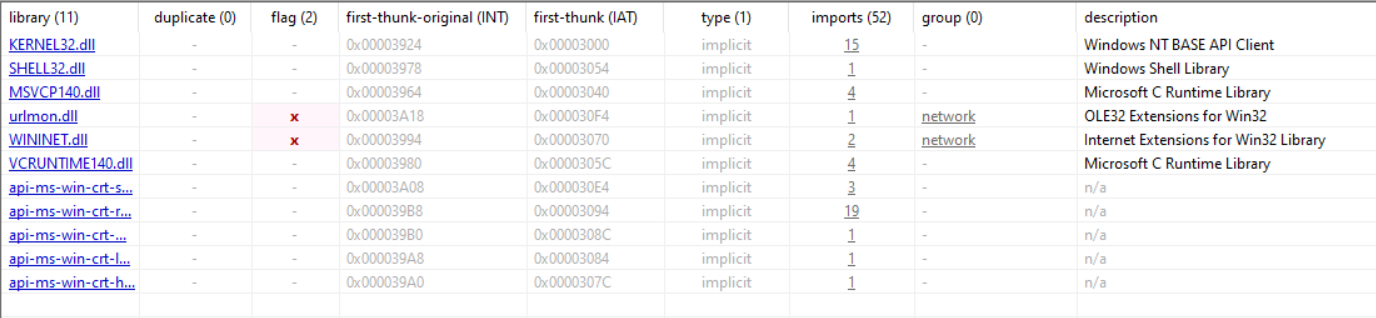 library (11) duplicate (0) flag (2) first-thunk-original (INT) first-thunk (IAT) type (1) imports (52) group (0) description
KERNEL32.dll - - 0x00003924 0x00003000 implicit 15 - Windows NT BASE API Client
SHELL32.dll - - 0x00003978 0x00003054 implicit 1 - Windows Shell Library
MSVCP140.dll - - 0x00003964 0x00003040 implicit 4 - Microsoft C Runtime Library
urlmon.dll - x 0x00003A18 0x000030F4 implicit 1 network OLE32 Extensions for Win32
WININET.dll - x 0x00003994 0x00003070 implicit 2 network Internet Extensions for Win32 Library
VCRUNTIME140.dll - - 0x00003980 0x0000305C implicit 4 - Microsoft C Runtime Library
api-ms-win-crt-s... - - 0x00003A08 0x000030E4 implicit 3 - n/a
api-ms-win-crt-r... - - 0x000039B8 0x00003094 implicit 19 - n/a
api-ms-win-crt-... - - 0x000039B0 0x0000308C implicit 1 - n/a
api-ms-win-crt-l... - - 0x000039A8 0x00003084 implicit 1 - n/a
api-ms-win-crt-h... - - 0x000039A0 0x0000307C implicit 1 - n/a